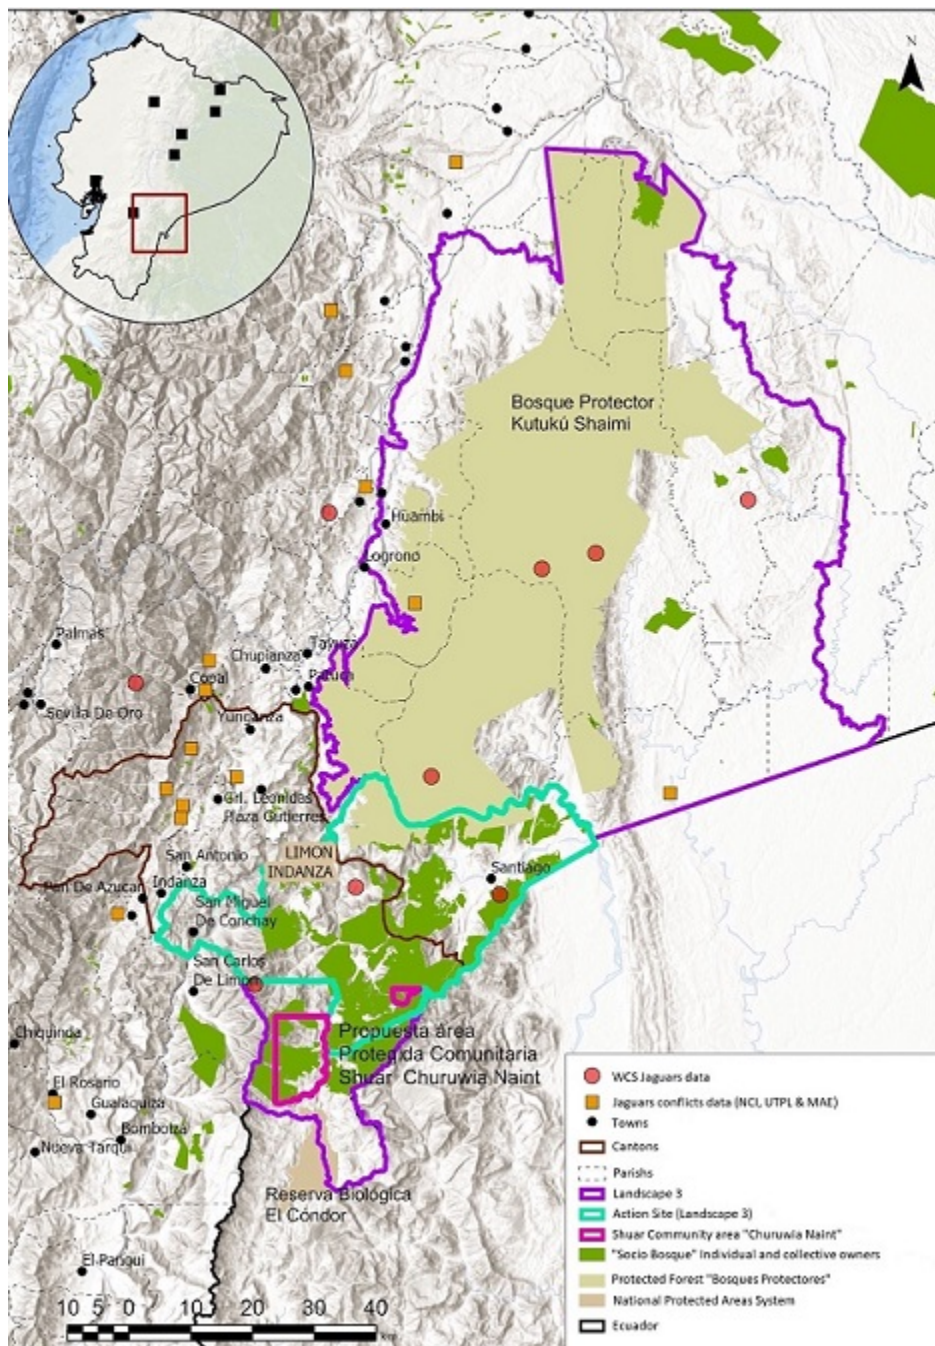 N
Bosque Protector
Kutukú Shaimi
Huambi
Logroño
Palmas
Tayuza
Chupianza
Patuca
Copal
Sevilla De Oro
Yunganza
Grl. Leonidas
Plaza Gutierres
LIMON
INDANZA
San Antonio
Santiago
Pan De Azucar
Indanza
San Miguel
De Conchay
San Carlos
De Limon
Propuesta área
Protegida Comunitaria
Shuar Churuwia Naint
Chiquinda
El Rosario
Gualaquiza
Bomboiza
Nueva Tarqui
Reserva Biológica
El Cóndor
El Pangui
10 5 0 10 20 30 40
km
WCS Jaguars data
Jaguars conflicts data (NCI, UTPL & MAE)
Towns
Cantons
Parishs
Landscape 3
Action Site (Landscape 3)
Shuar Community area "Churuwia Naint"
"Socio Bosque" Individual and collective owners
Protected Forest "Bosques Protectores"
National Protected Areas System
Ecuador